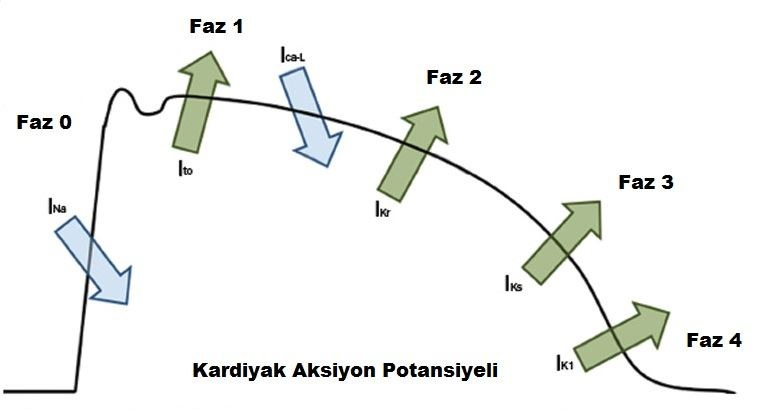 Faz 1
Ica-L
Faz 2
Faz 0
Ito
Faz 3
IKr
INa
IKs
Faz 4
IK1
Kardiyak Aksiyon Potansiyeli